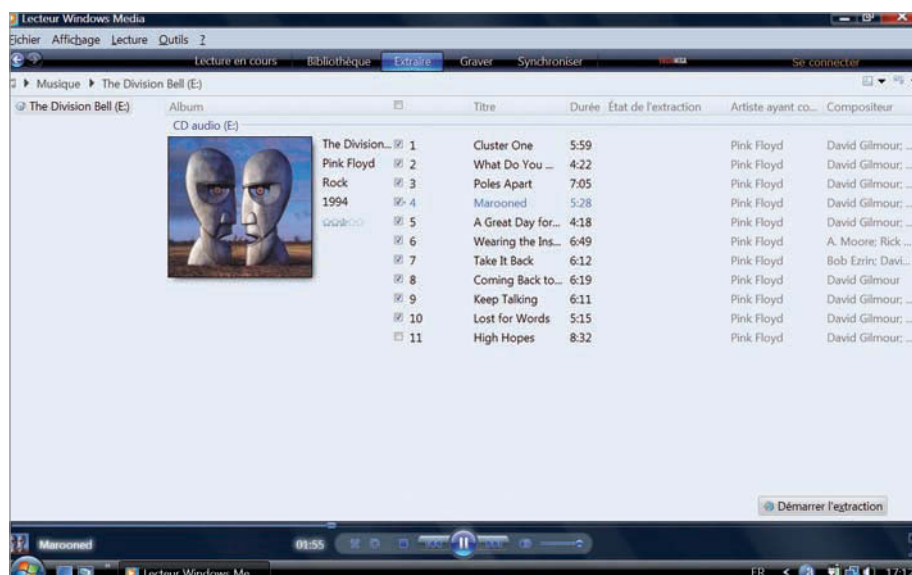 Lecteur Windows Media
Fichier Affichage Lecture Outils ?
Lecture en cours Bibliothèque Extraire Graver Synchroniser Se connecter
Musique The Division Bell (E:)
The Division Bell (E:) Album Titre Durée État de l'extraction Artiste ayant co... Compositeur
CD audio (E:)
The Division... 1 Cluster One 5:59 Pink Floyd David Gilmour; ...
Pink Floyd 2 What Do You ... 4:22 Pink Floyd David Gilmour; ...
Rock 3 Poles Apart 7:05 Pink Floyd David Gilmour; ...
1994 4 Marooned 5:28 Pink Floyd David Gilmour; ...
5 A Great Day for... 4:18 Pink Floyd David Gilmour; ...
6 Wearing the Ins... 6:49 Pink Floyd A. Moore; Rick ...
7 Take It Back 6:12 Pink Floyd Bob Ezrin; Davi...
8 Coming Back to... 6:19 Pink Floyd David Gilmour
9 Keep Talking 6:11 Pink Floyd David Gilmour; ...
10 Lost for Words 5:15 Pink Floyd David Gilmour; ...
11 High Hopes 8:32 Pink Floyd David Gilmour; ...
Démarrer l'extraction
Marooned 01:55
Lecteur Windows Me... FR 17:12